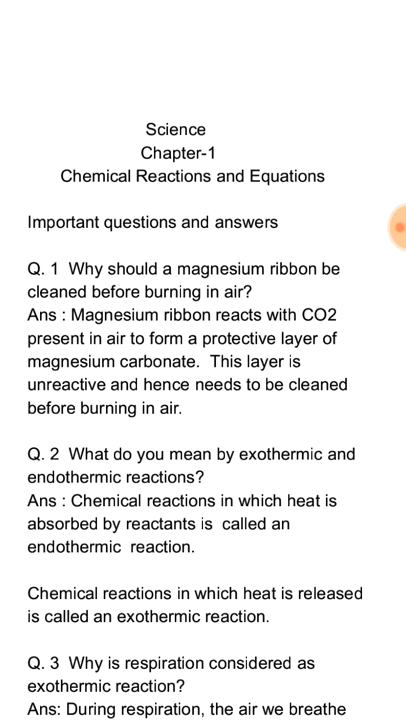 Science
Chapter-1
Chemical Reactions and Equations
Important questions and answers
Q. 1 Why should a magnesium ribbon be
cleaned before burning in air?
Ans : Magnesium ribbon reacts with CO2
present in air to form a protective layer of
magnesium carbonate. This layer is
unreactive and hence needs to be cleaned
before burning in air.
Q. 2 What do you mean by exothermic and
endothermic reactions?
Ans : Chemical reactions in which heat is
absorbed by reactants is called an
endothermic reaction.
Chemical reactions in which heat is released
is called an exothermic reaction.
Q. 3 Why is respiration considered as
exothermic reaction?
Ans: During respiration, the air we breathe